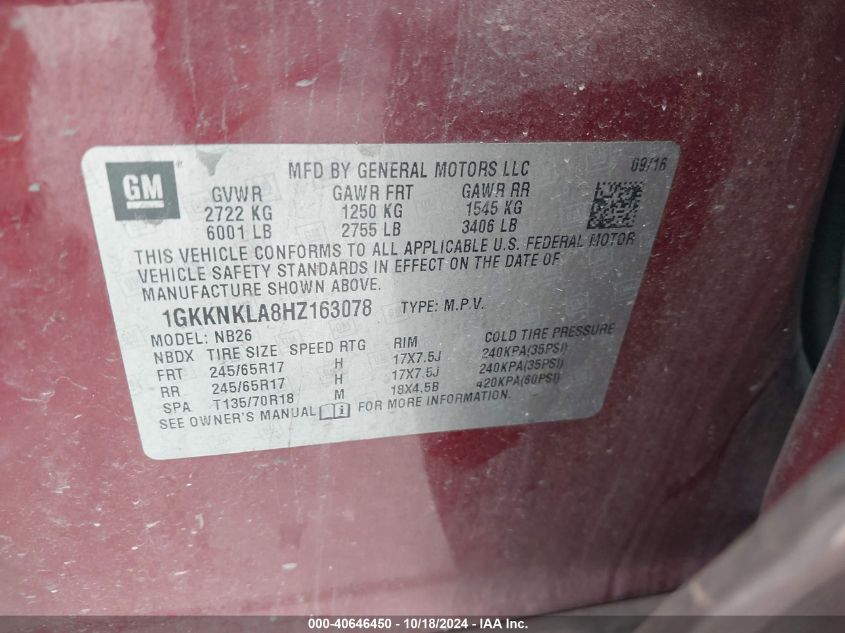 GM
MFD BY GENERAL MOTORS LLC 09/16
GVWR GAWR FRT GAWR RR
2722 KG 1250 KG 1545 KG
6001 LB 2755 LB 3406 LB
THIS VEHICLE CONFORMS TO ALL APPLICABLE U.S. FEDERAL MOTOR
VEHICLE SAFETY STANDARDS IN EFFECT ON THE DATE OF
MANUFACTURE SHOWN ABOVE.
1GKKNKLA8HZ163078 TYPE: M.P.V.
MODEL: NB26
NBDX TIRE SIZE SPEED RTG RIM COLD TIRE PRESSURE
FRT 245/65R17 H 17X7.5J 240KPA(35PSI)
RR 245/65R17 H 17X7.5J 240KPA(35PSI)
SPA T135/70R18 M 18X4.5B 420KPA(60PSI)
SEE OWNER'S MANUAL FOR MORE INFORMATION.
000-40646450 - 10/18/2024 - IAA Inc.